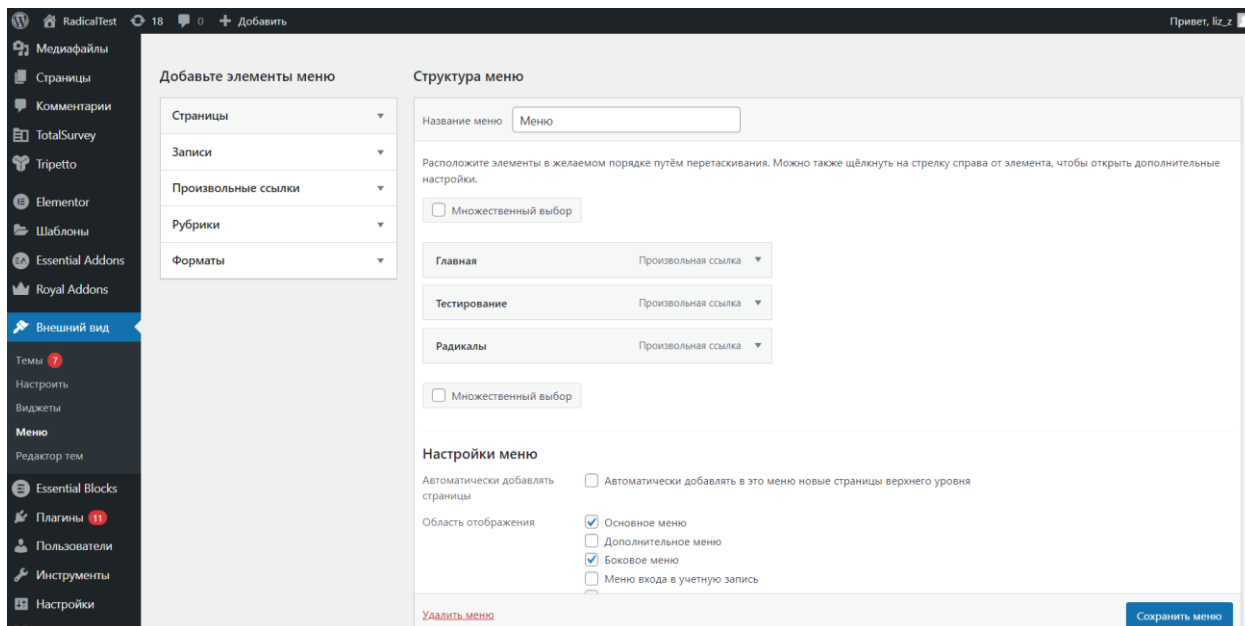 RadicalTest 18 0 + Добавить Привет, liz_z
Медиафайлы
Страницы
Комментарии
TotalSurvey
Tripetto
Elementor
Шаблоны
Essential Addons
Royal Addons
Внешний вид
Темы 7
Настроить
Виджеты
Меню
Редактор тем
Essential Blocks
Плагины 11
Пользователи
Инструменты
Настройки
Добавьте элементы меню
Страницы
Записи
Произвольные ссылки
Рубрики
Форматы
Структура меню
Название меню Меню
Расположите элементы в желаемом порядке путём перетаскивания. Можно также щёлкнуть на стрелку справа от элемента, чтобы открыть дополнительные
настройки.
Множественный выбор
Главная Произвольная ссылка
Тестирование Произвольная ссылка
Радикалы Произвольная ссылка
Множественный выбор
Настройки меню
Автоматически добавлять
страницы
Автоматически добавлять в это меню новые страницы верхнего уровня
Область отображения
Основное меню
Дополнительное меню
Боковое меню
Меню входа в учетную запись
Удалить меню
Сохранить меню